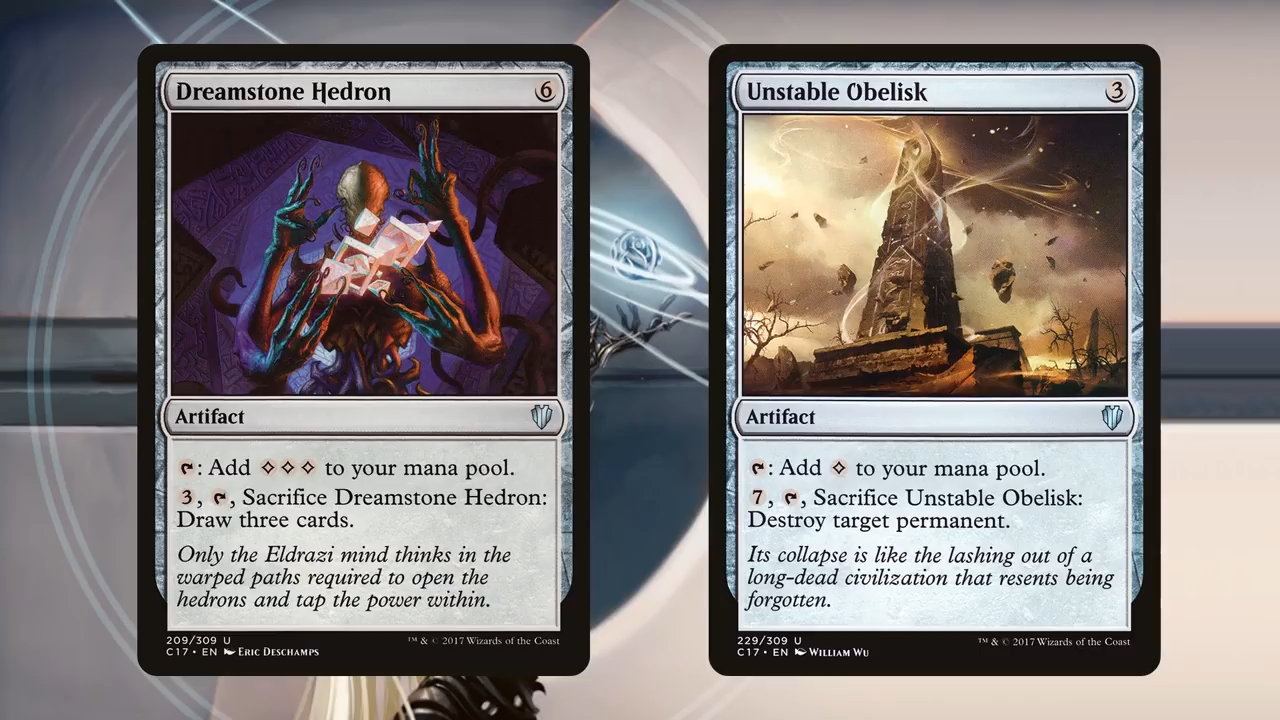 Dreamstone Hedron 6
Artifact
: Add ◇◇◇ to your mana pool.
3, , Sacrifice Dreamstone Hedron:
Draw three cards.
Only the Eldrazi mind thinks in the
warped paths required to open the
hedrons and tap the power within.
209/309 U
C17 • EN Eric Deschamps
™ & © 2017 Wizards of the Coast
Unstable Obelisk 3
Artifact
: Add ◇ to your mana pool.
7, , Sacrifice Unstable Obelisk:
Destroy target permanent.
Its collapse is like the lashing out of a
long-dead civilization that resents being
forgotten.
229/309 U
C17 • EN William Wu
™ & © 2017 Wizards of the Coast